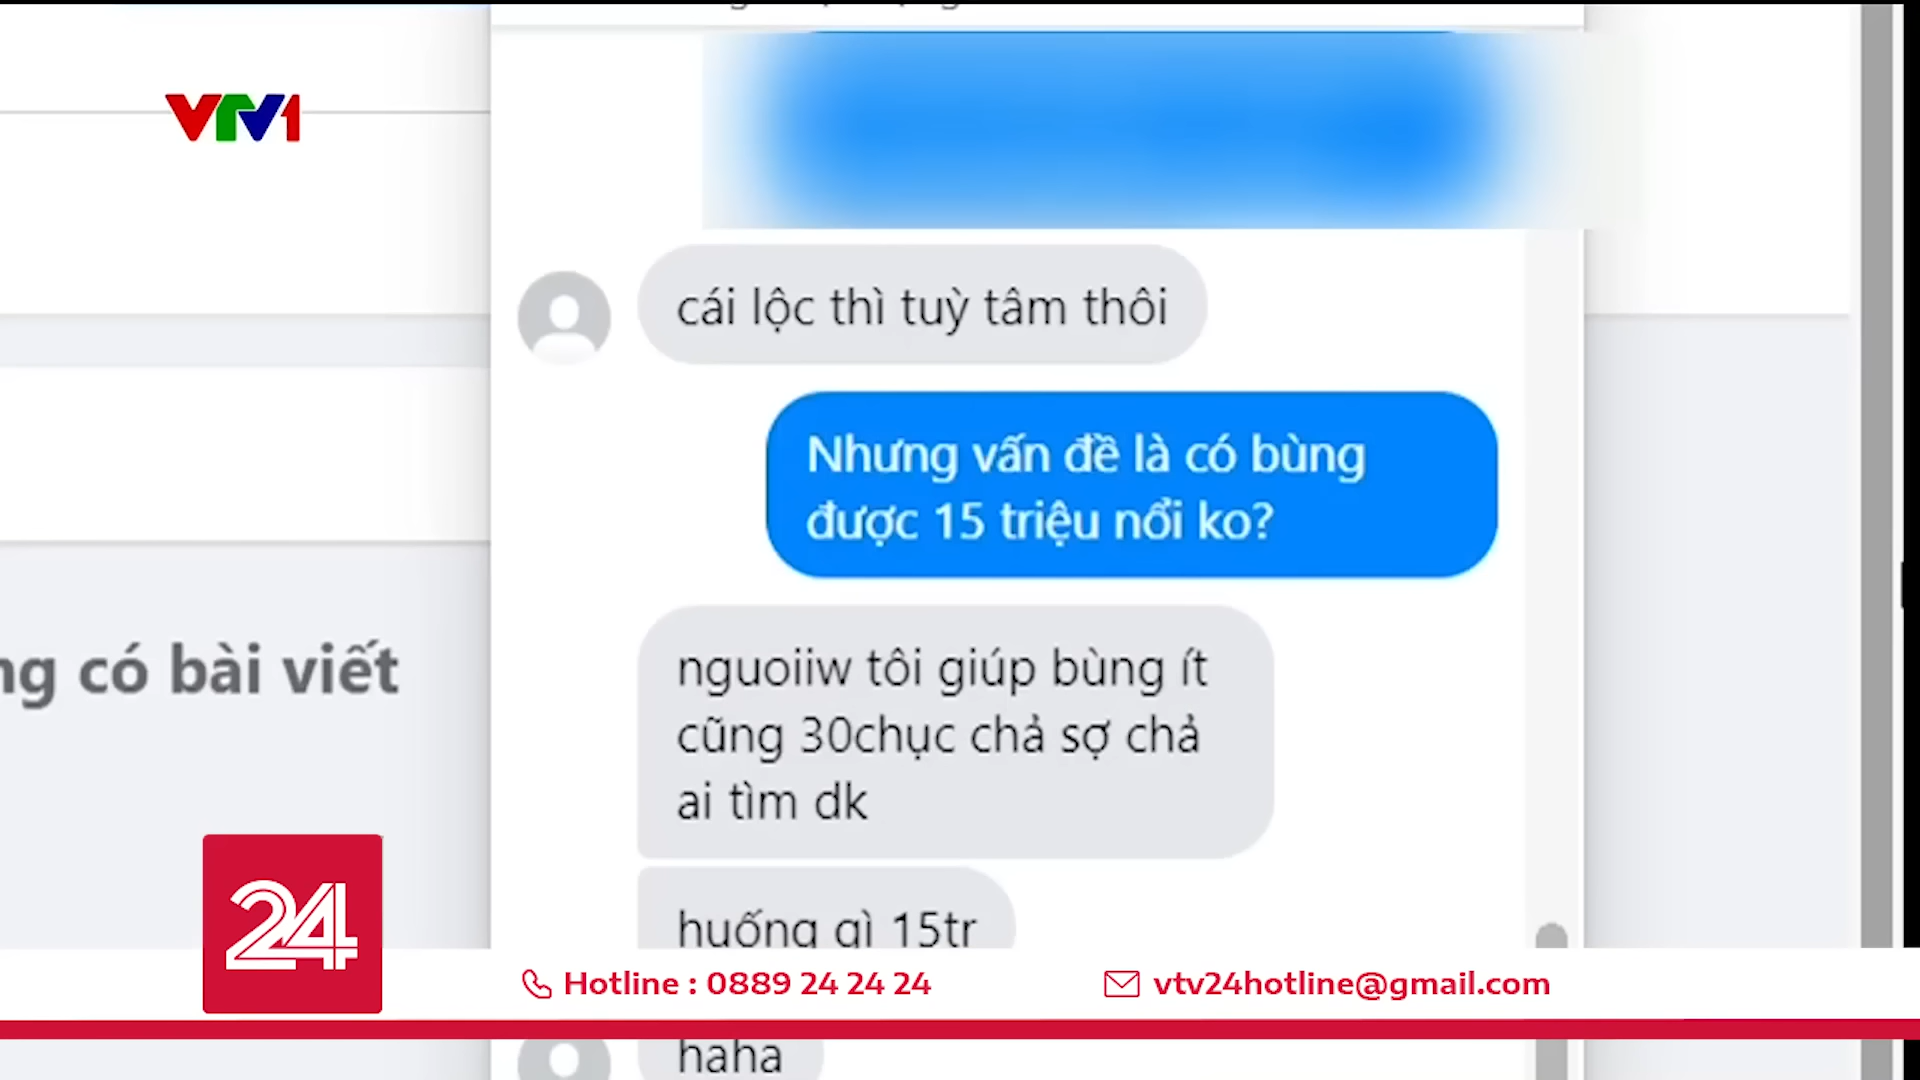 VTV1
cái lộc thì tuỳ tâm thôi
Nhưng vấn đề là có bùng
được 15 triệu nổi ko?
nguoiiw tôi giúp bùng ít
cũng 30chục chả sợ chả
ai tìm dk
huống gì 15tr
ng có bài viết
24
Hotline : 0889 24 24 24
vtv24hotline@gmail.com
haha